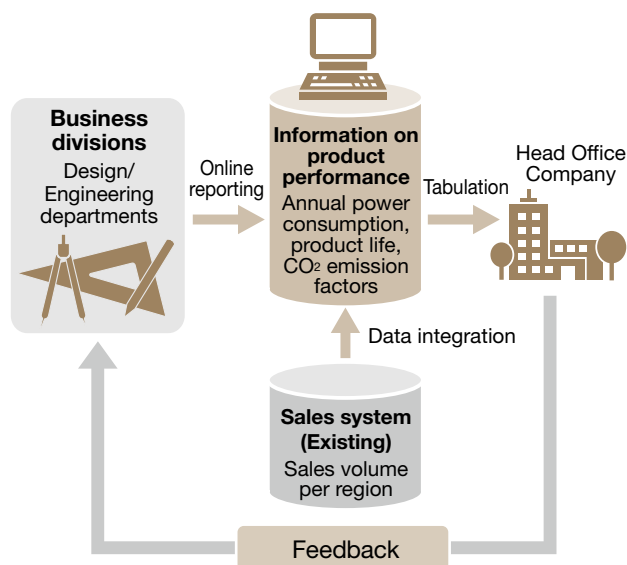 Business
divisions
Design/
Engineering
departments
Online
reporting
Information on
product
performance
Annual power
consumption,
product life,
CO2 emission
factors
Tabulation
Head Office
Company
Data integration
Sales system
(Existing)
Sales volume
per region
Feedback